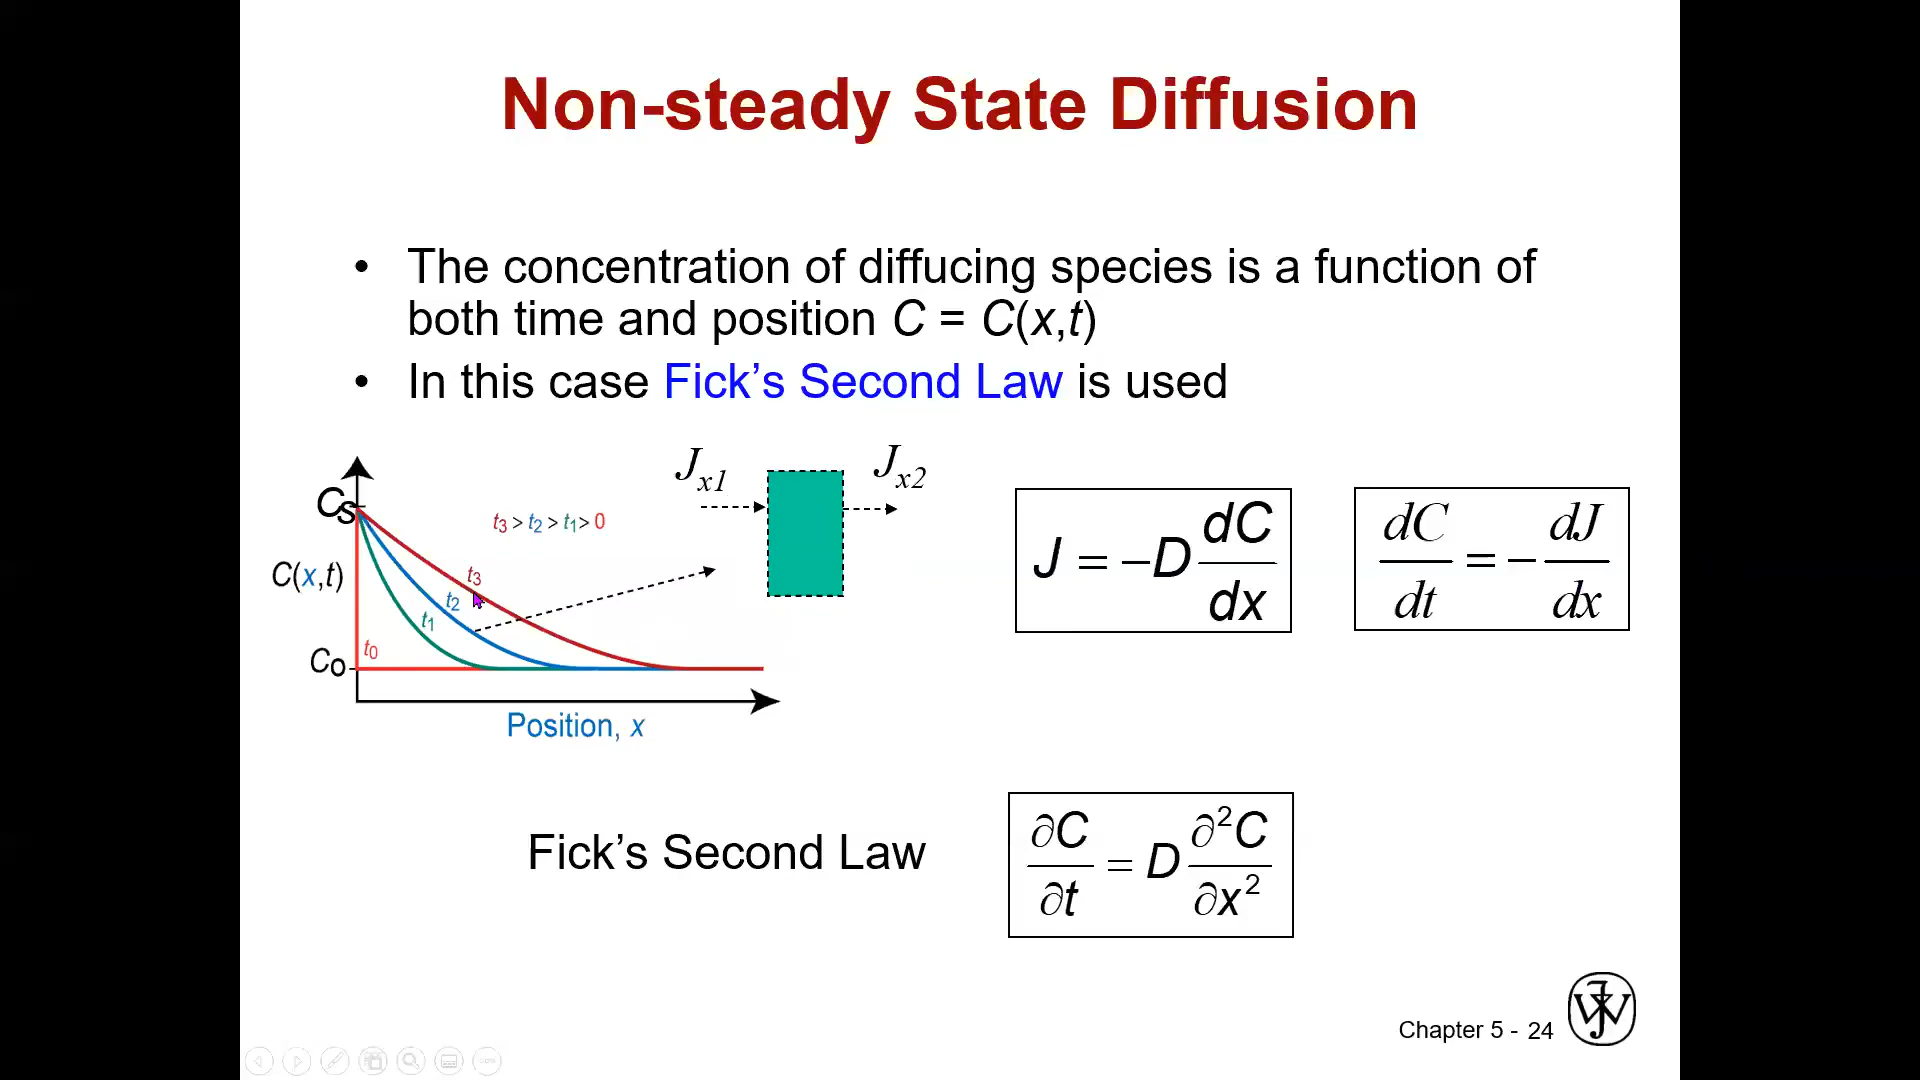 Non-steady State Diffusion
• The concentration of diffucing species is a function of
both time and position C = C(x,t)
• In this case Fick’s Second Law is used
Cs
C(x,t)
Co
t3 > t2 > t1 > 0
t3
t2
t1
t0
Position, x
Jx1
Jx2
J = −D dC/dx
dC/dt = − dJ/dx
Fick’s Second Law
∂C/∂t = D ∂²C/∂x²
Chapter 5 - 24